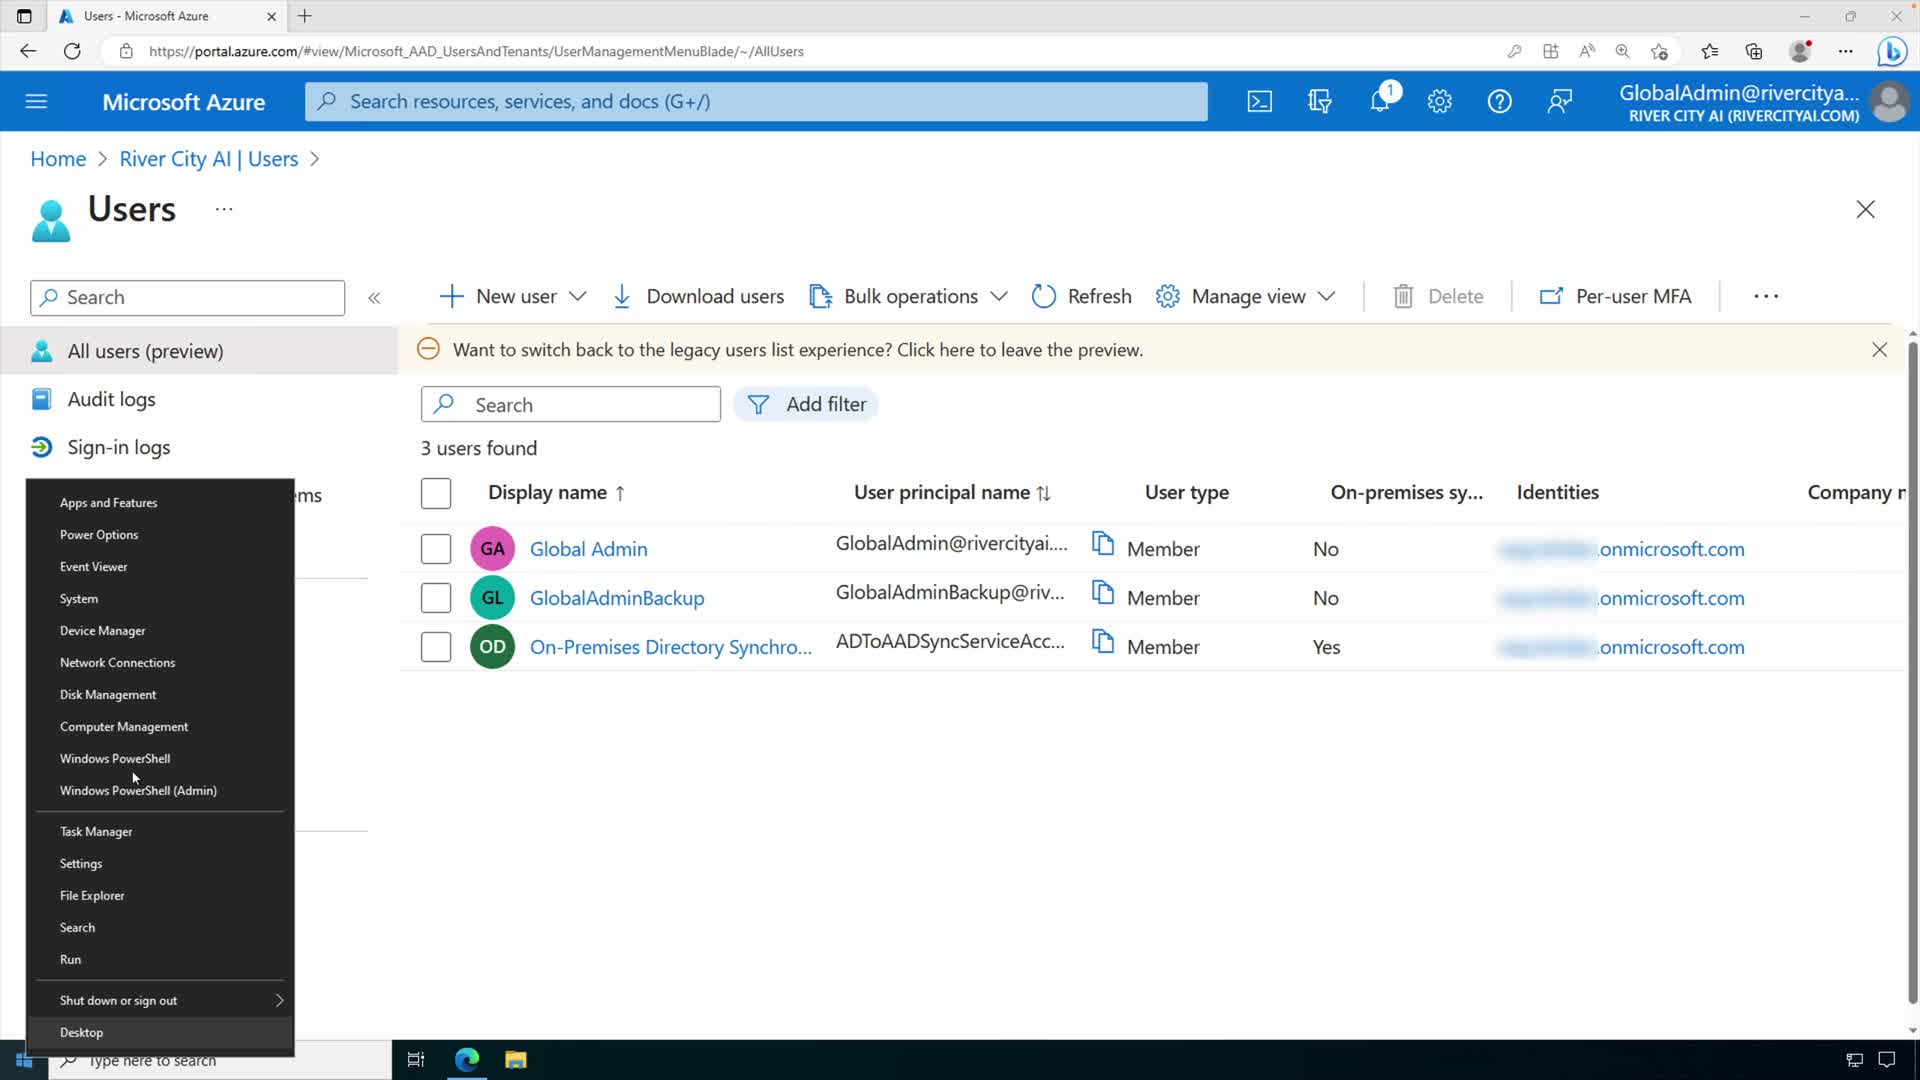 Users - Microsoft Azure
https://portal.azure.com/#view/Microsoft_AAD_UsersAndTenants/UserManagementMenuBlade/~/AllUsers
Microsoft Azure
Search resources, services, and docs (G+/)
1
GlobalAdmin@rivercitya...
RIVER CITY AI (RIVERCITYAI.COM)
Home > River City AI | Users >
Users ...
Search
New user
Download users
Bulk operations
Refresh
Manage view
Delete
Per-user MFA
...
All users (preview)
Audit logs
Sign-in logs
ems
Want to switch back to the legacy users list experience? Click here to leave the preview.
Search
Add filter
3 users found
Display name ↑ User principal name ↑↓ User type On-premises sy... Identities Company n
GA Global Admin GlobalAdmin@rivercityai.... Member No .onmicrosoft.com
GL GlobalAdminBackup GlobalAdminBackup@riv... Member No .onmicrosoft.com
OD On-Premises Directory Synchro... ADToAADSyncServiceAcc... Member Yes .onmicrosoft.com
Apps and Features
Power Options
Event Viewer
System
Device Manager
Network Connections
Disk Management
Computer Management
Windows PowerShell
Windows PowerShell (Admin)
Task Manager
Settings
File Explorer
Search
Run
Shut down or sign out
Desktop
Type here to search